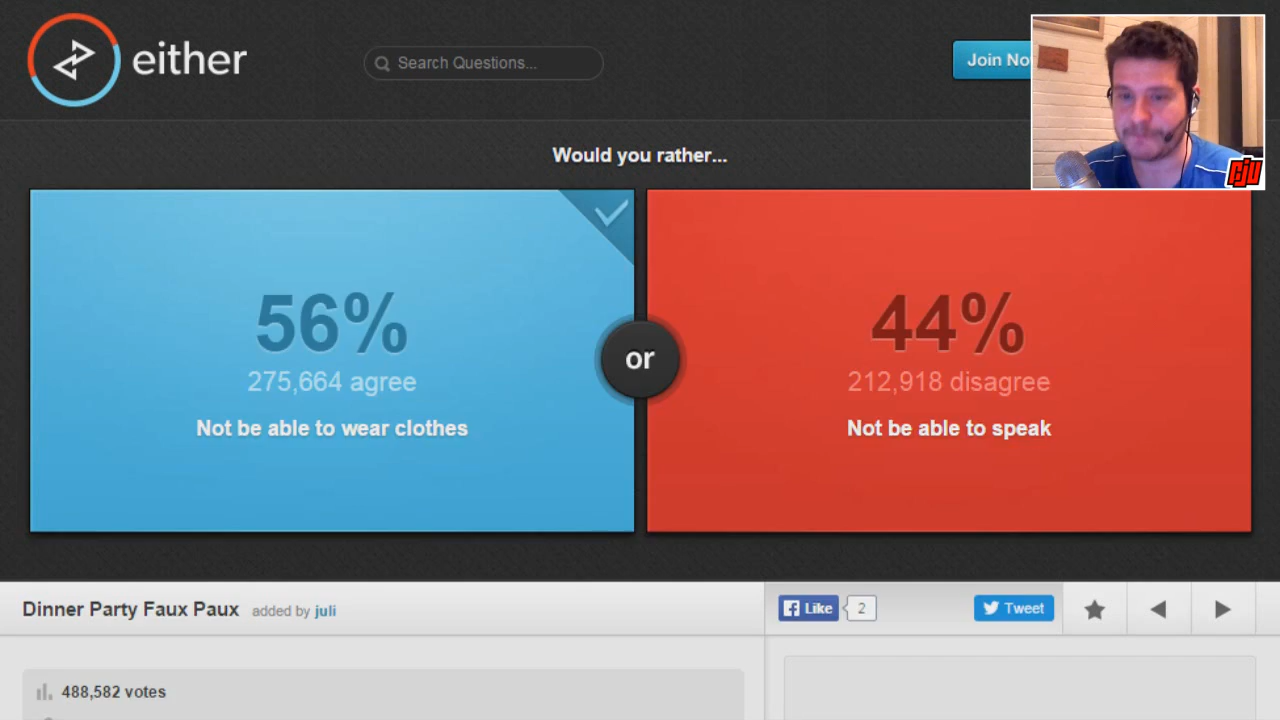 either
Search Questions...
Join No
Would you rather...
56%
275,664 agree
Not be able to wear clothes
or
44%
212,918 disagree
Not be able to speak
Dinner Party Faux Paux added by juli
Like
2
Tweet
488,582 votes